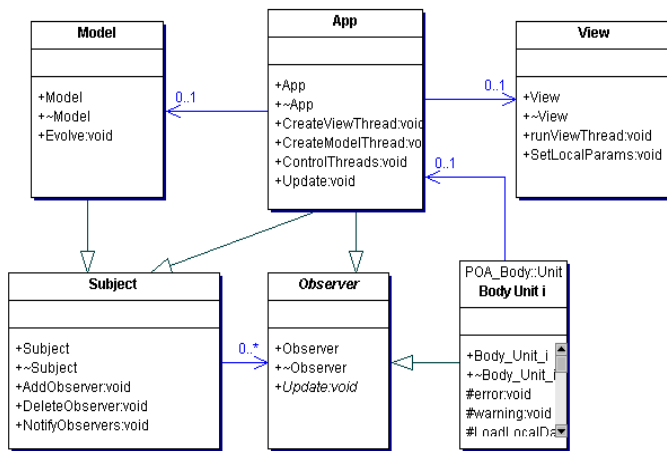 Model
+Model
+~Model
+Evolve:void
App
+App
+~App
+CreateViewThread:void
+CreateModelThread:vo
+ControlThreads:void
+Update:void
View
+View
+~View
+runViewThread:void
+SetLocalParams:void
0..1
0..1
0..1
Subject
+Subject
+~Subject
+AddObserver:void
+DeleteObserver:void
+NotifyObservers:void
0..*
Observer
+Observer
+~Observer
+Update:void
POA_Body::Unit
Body Unit i
+Body_Unit_i
+~Body_Unit_i
#error:void
#warning:void
#LoadLocalDa